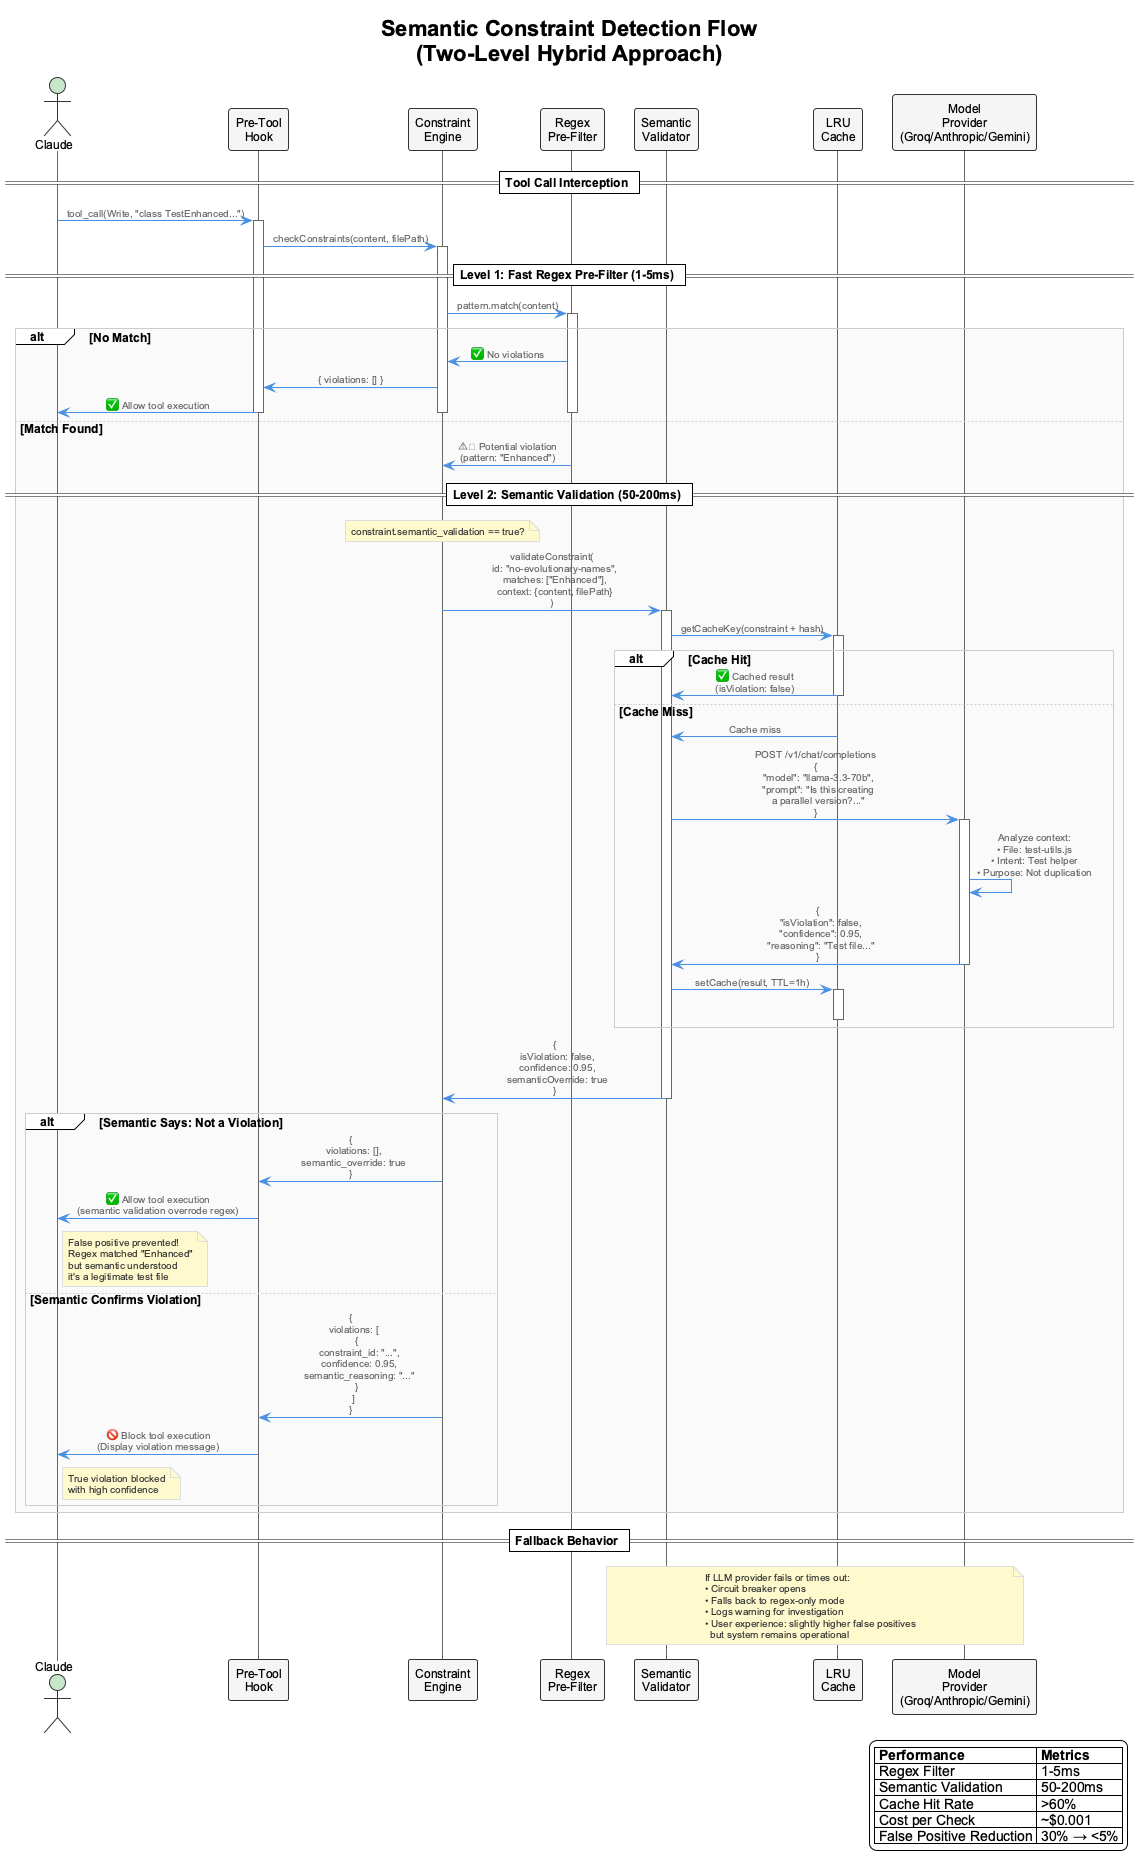 Semantic Constraint Detection Flow
(Two-Level Hybrid Approach)
Claude
Pre-Tool
Hook
Constraint
Engine
Regex
Pre-Filter
Semantic
Validator
LRU
Cache
Model
Provider
(Groq/Anthropic/Gemini)
Tool Call Interception
tool_call(Write, "class TestEnhanced...")
checkConstraints(content, filePath)
Level 1: Fast Regex Pre-Filter (1-5ms)
pattern.match(content)
alt
[No Match]
✅ No violations
{ violations: [] }
✅ Allow tool execution
[Match Found]
⚠ Potential violation
(pattern: "Enhanced")
Level 2: Semantic Validation (50-200ms)
constraint.semantic_validation == true?
validateConstraint(
id: "no-evolutionary-names",
matches: ["Enhanced"],
context: {content, filePath}
)
getCacheKey(constraint + hash)
alt
[Cache Hit]
✅ Cached result
(isViolation: false)
[Cache Miss]
Cache miss
POST /v1/chat/completions
{
"model": "llama-3.3-70b",
"prompt": "Is this creating
a parallel version?..."
}
Analyze context:
• File: test-utils.js
• Intent: Test helper
• Purpose: Not duplication
{
"isViolation": false,
"confidence": 0.95,
"reasoning": "Test file..."
}
setCache(result, TTL=1h)
{
isViolation: false,
confidence: 0.95,
semanticOverride: true
}
alt
[Semantic Says: Not a Violation]
{
violations: [],
semantic_override: true
}
✅ Allow tool execution
(semantic validation overrode regex)
False positive prevented!
Regex matched "Enhanced"
but semantic understood
it's a legitimate test file
[Semantic Confirms Violation]
{
violations: [
{
constraint_id: "...",
confidence: 0.95,
semantic_reasoning: "..."
}
]
}
🚫 Block tool execution
(Display violation message)
True violation blocked
with high confidence
Fallback Behavior
If LLM provider fails or times out:
• Circuit breaker opens
• Falls back to regex-only mode
• Logs warning for investigation
• User experience: slightly higher false positives
but system remains operational
Claude
Pre-Tool
Hook
Constraint
Engine
Regex
Pre-Filter
Semantic
Validator
LRU
Cache
Model
Provider
(Groq/Anthropic/Gemini)
Performance Metrics
Regex Filter 1-5ms
Semantic Validation 50-200ms
Cache Hit Rate >60%
Cost per Check ~$0.001
False Positive Reduction 30% → <5%